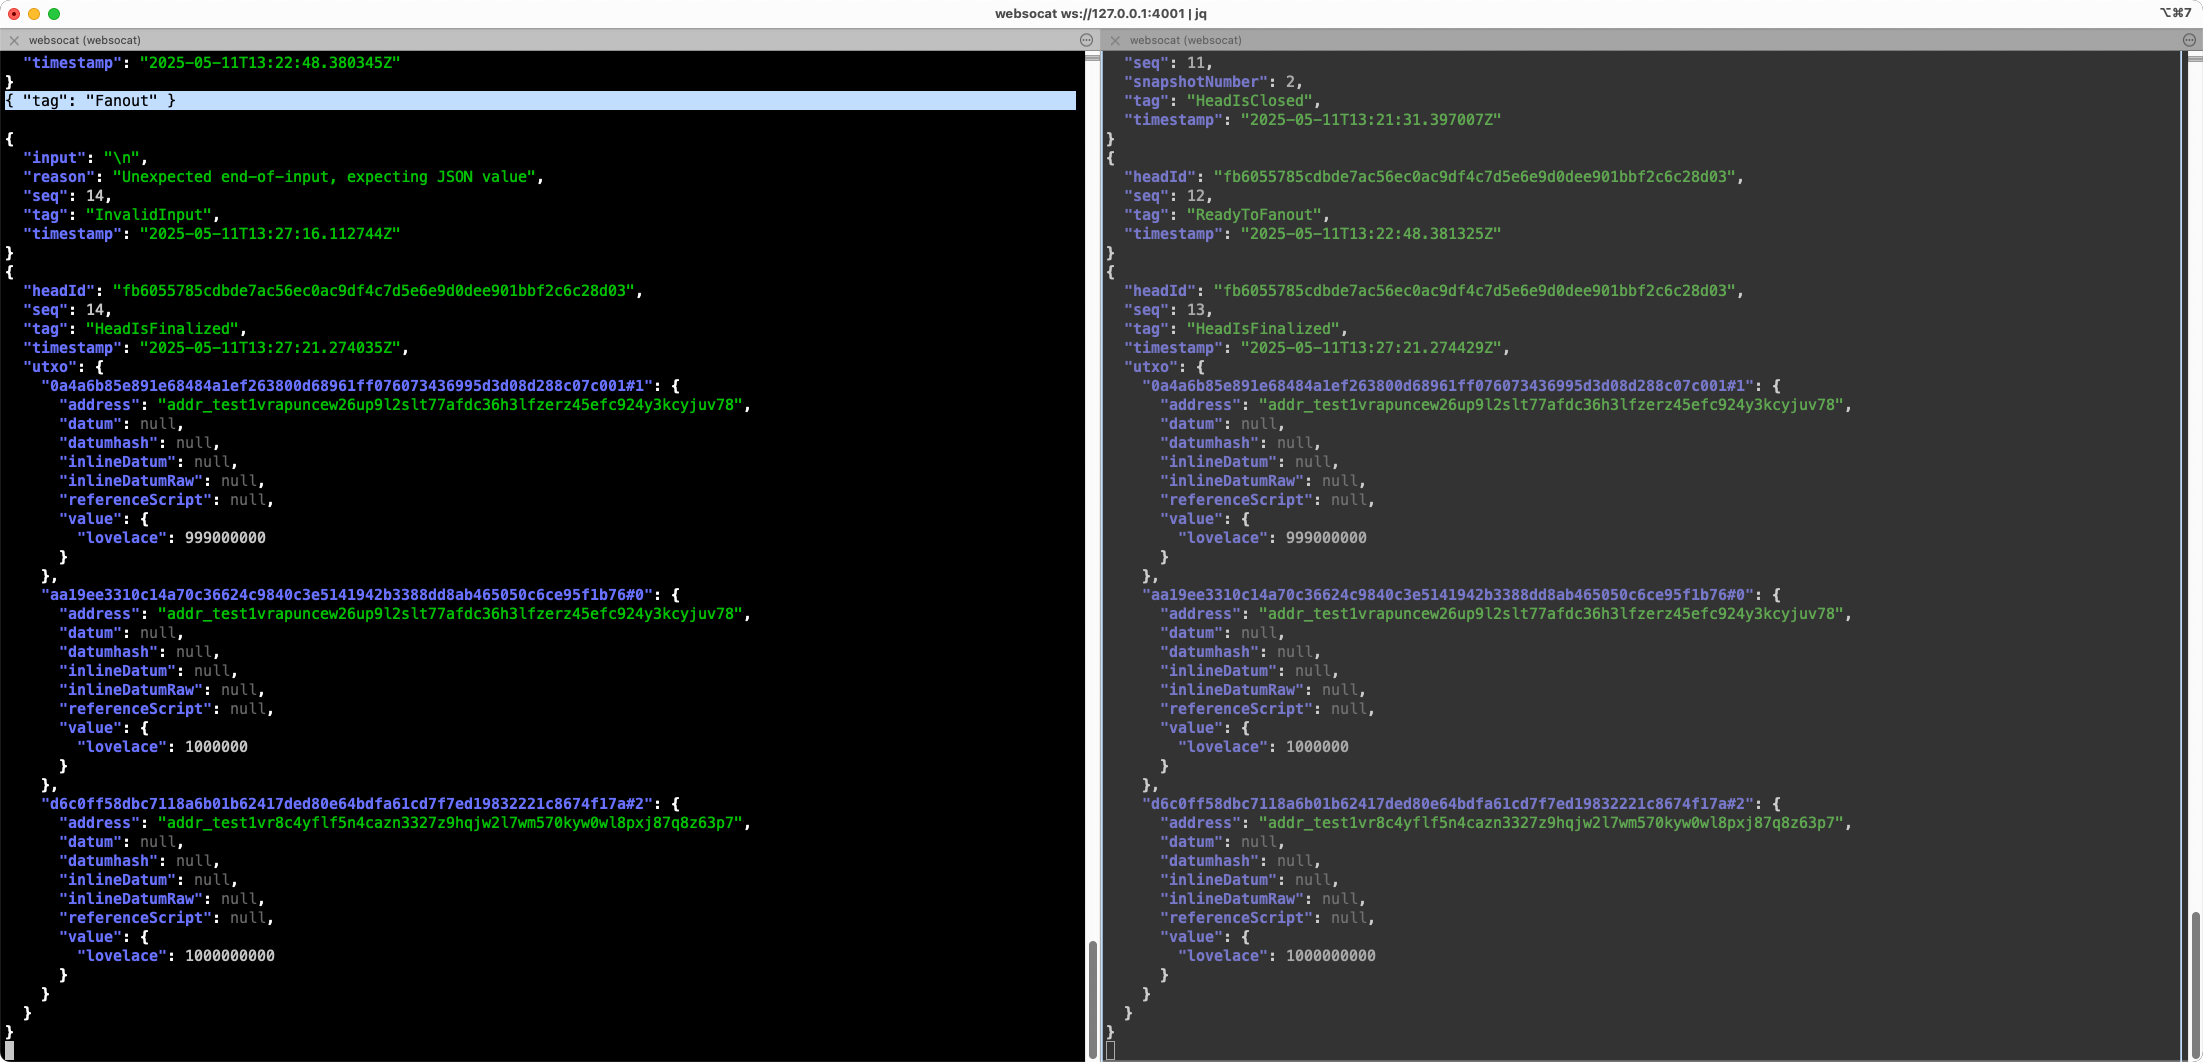 websocat ws://127.0.0.1:4001 | jq
⌥⌘7
websocat (websocat)
"timestamp": "2025-05-11T13:22:48.380345Z"
}
{ "tag": "Fanout" }
{
"input": "\n",
"reason": "Unexpected end-of-input, expecting JSON value",
"seq": 14,
"tag": "InvalidInput",
"timestamp": "2025-05-11T13:27:16.112744Z"
}
{
"headId": "fb6055785cdbde7ac56ec0ac9df4c7d5e6e9d0dee901bbf2c6c28d03",
"seq": 14,
"tag": "HeadIsFinalized",
"timestamp": "2025-05-11T13:27:21.274035Z",
"utxo": {
"0a4a6b85e891e68484a1ef263800d68961ff076073436995d3d08d288c07c001#1": {
"address": "addr_test1vrapuncew26up9l2slt77afdc36h3lfzerz45efc924y3kcyjuv78",
"datum": null,
"datumhash": null,
"inlineDatum": null,
"inlineDatumRaw": null,
"referenceScript": null,
"value": {
"lovelace": 999000000
}
},
"aa19ee3310c14a70c36624c9840c3e5141942b3388dd8ab465050c6ce95f1b76#0": {
"address": "addr_test1vrapuncew26up9l2slt77afdc36h3lfzerz45efc924y3kcyjuv78",
"datum": null,
"datumhash": null,
"inlineDatum": null,
"inlineDatumRaw": null,
"referenceScript": null,
"value": {
"lovelace": 1000000
}
},
"d6c0ff58dbc7118a6b01b62417ded80e64bdfa61cd7f7ed19832221c8674f17a#2": {
"address": "addr_test1vr8c4yflf5n4cazn3327z9hqjw2l7wm570kyw0wl8pxj87q8z63p7",
"datum": null,
"datumhash": null,
"inlineDatum": null,
"inlineDatumRaw": null,
"referenceScript": null,
"value": {
"lovelace": 1000000000
}
}
}
}
websocat (websocat)
"seq": 11,
"snapshotNumber": 2,
"tag": "HeadIsClosed",
"timestamp": "2025-05-11T13:21:31.397007Z"
}
{
"headId": "fb6055785cdbde7ac56ec0ac9df4c7d5e6e9d0dee901bbf2c6c28d03",
"seq": 12,
"tag": "ReadyToFanout",
"timestamp": "2025-05-11T13:22:48.381325Z"
}
{
"headId": "fb6055785cdbde7ac56ec0ac9df4c7d5e6e9d0dee901bbf2c6c28d03",
"seq": 13,
"tag": "HeadIsFinalized",
"timestamp": "2025-05-11T13:27:21.274429Z",
"utxo": {
"0a4a6b85e891e68484a1ef263800d68961ff076073436995d3d08d288c07c001#1": {
"address": "addr_test1vrapuncew26up9l2slt77afdc36h3lfzerz45efc924y3kcyjuv78",
"datum": null,
"datumhash": null,
"inlineDatum": null,
"inlineDatumRaw": null,
"referenceScript": null,
"value": {
"lovelace": 999000000
}
},
"aa19ee3310c14a70c36624c9840c3e5141942b3388dd8ab465050c6ce95f1b76#0": {
"address": "addr_test1vrapuncew26up9l2slt77afdc36h3lfzerz45efc924y3kcyjuv78",
"datum": null,
"datumhash": null,
"inlineDatum": null,
"inlineDatumRaw": null,
"referenceScript": null,
"value": {
"lovelace": 1000000
}
},
"d6c0ff58dbc7118a6b01b62417ded80e64bdfa61cd7f7ed19832221c8674f17a#2": {
"address": "addr_test1vr8c4yflf5n4cazn3327z9hqjw2l7wm570kyw0wl8pxj87q8z63p7",
"datum": null,
"datumhash": null,
"inlineDatum": null,
"inlineDatumRaw": null,
"referenceScript": null,
"value": {
"lovelace": 1000000000
}
}
}
}